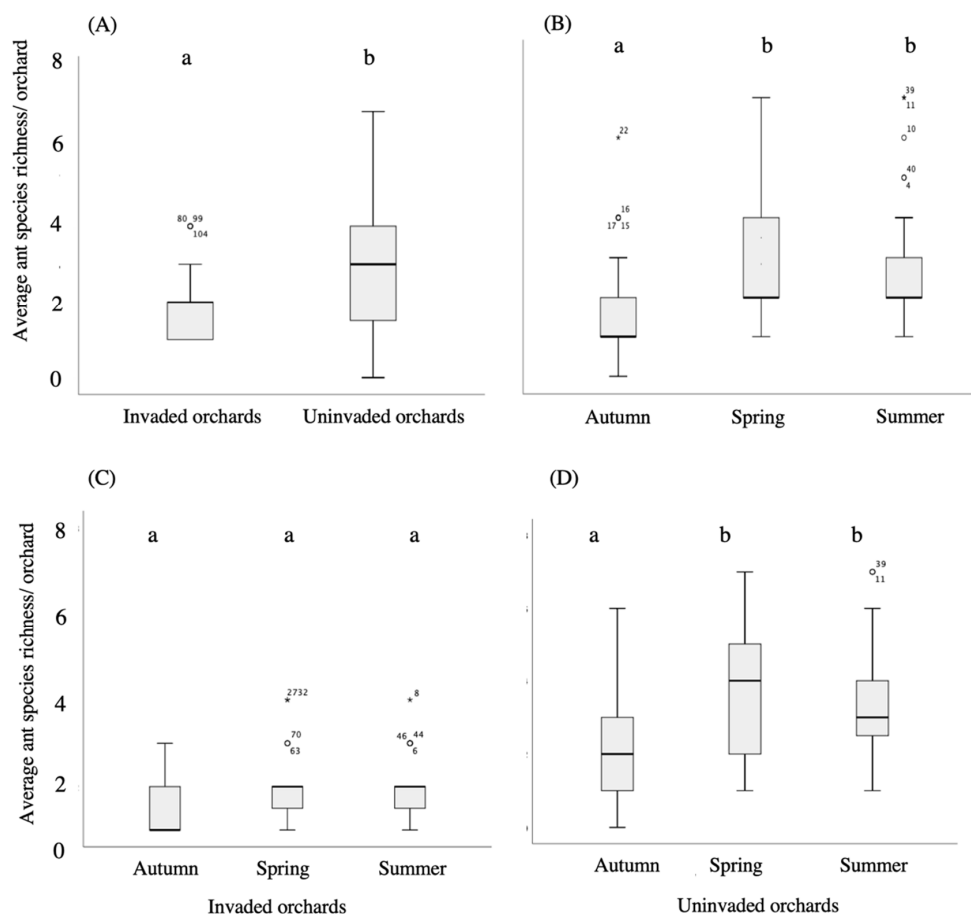 (A)
Average ant species richness/ orchard
8
6
4
2
0
a
b
80 99
104
Invaded orchards
Uninvaded orchards
(B)
a
b
b
22
16
17 15
39
11
10
40
4
Autumn
Spring
Summer
(C)
Average ant species richness/ orchard
8
6
4
2
0
a
a
a
2732
70
63
8
46 44
6
Autumn
Spring
Summer
Invaded orchards
(D)
a
b
b
39
11
Autumn
Spring
Summer
Uninvaded orchards